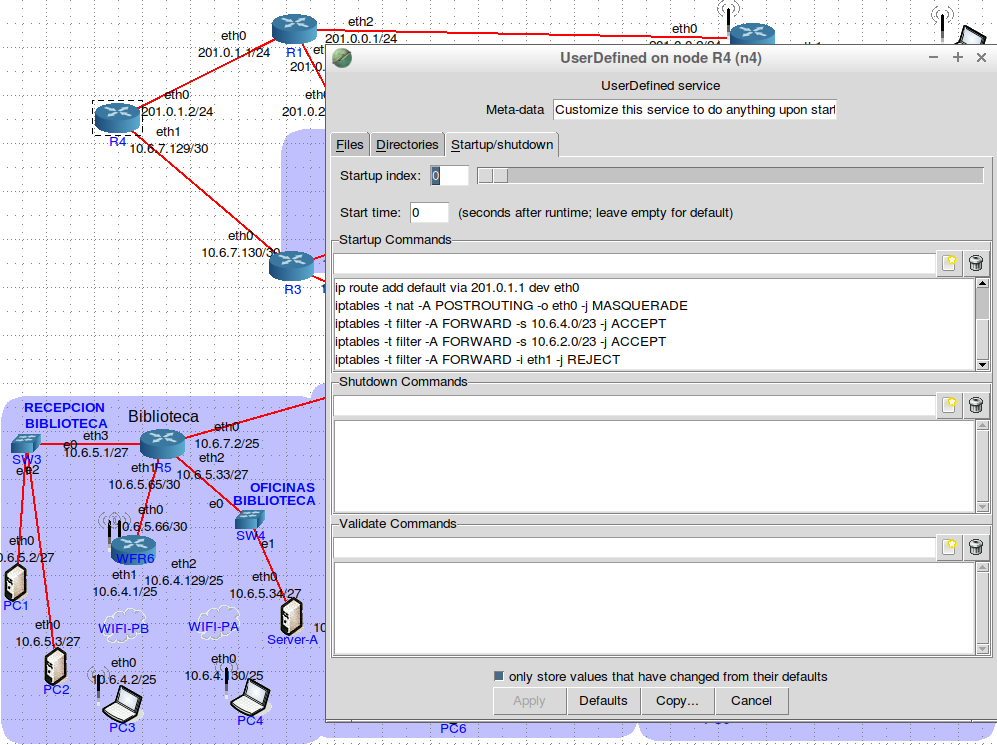 eth2
eth0
201.0.0.1/24
eth0
201.0.1.1/24
R1
201.0.
eth0
201.0.1.2/24
eth1
R4
10.6.7.129/30
eth0
10.6.7.130/30
R3
UserDefined on node R4 (n4)
UserDefined service
Meta-data
Customize this service to do anything upon start
Files
Directories
Startup/shutdown
Startup index:
0
Start time:
0
(seconds after runtime; leave empty for default)
Startup Commands
ip route add default via 201.0.1.1 dev eth0
iptables -t nat -A POSTROUTING -o eth0 -j MASQUERADE
iptables -t filter -A FORWARD -s 10.6.4.0/23 -j ACCEPT
iptables -t filter -A FORWARD -s 10.6.2.0/23 -j ACCEPT
iptables -t filter -A FORWARD -i eth1 -j REJECT
Shutdown Commands
Validate Commands
only store values that have changed from their defaults
Apply
Defaults
Copy...
Cancel
RECEPCION
BIBLIOTECA
Biblioteca
eth3
e0
10.6.5.1/27
SW3
e2
eth0
10.6.7.2/25
eth2
10.6.5.33/27
eth1
R5
10.6.5.65/30
OFICINAS
BIBLIOTECA
e0
SW4
e1
eth0
10.6.5.66/30
WFR6
eth1
10.6.4.1/25
eth2
10.6.4.129/25
eth0
10.6.5.34/27
Server-A
eth0
0.6.5.2/27
PC1
WIFI-PB
WIFI-PA
eth0
10.6.5.3/27
PC2
eth0
10.6.4.2/25
PC3
eth0
10.6.4.130/25
PC4
PC6